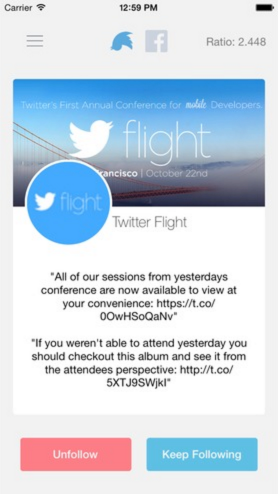 Carrier 12:59 PM
Ratio: 2.448
Twitter's First Annual Conference for mobile Developers.
flight
Francisco | October 22nd
flight
Twitter Flight
"All of our sessions from yesterdays
conference are now available to view at
your convenience: https://t.co/
0OwHSoQaNv"
"If you weren't able to attend yesterday you
should checkout this album and see it from
the attendees perspective: http://t.co/
5XTJ9SWjkI"
Unfollow
Keep Following